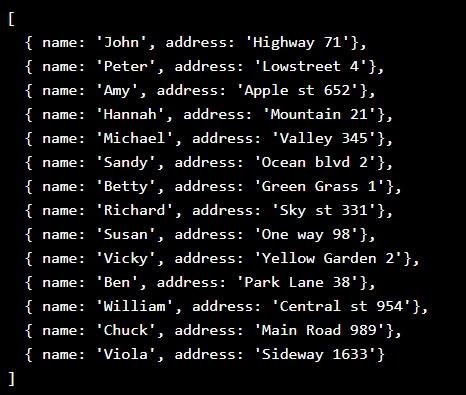 [
  { name: 'John', address: 'Highway 71'},
  { name: 'Peter', address: 'Lowstreet 4'},
  { name: 'Amy', address: 'Apple st 652'},
  { name: 'Hannah', address: 'Mountain 21'},
  { name: 'Michael', address: 'Valley 345'},
  { name: 'Sandy', address: 'Ocean blvd 2'},
  { name: 'Betty', address: 'Green Grass 1'},
  { name: 'Richard', address: 'Sky st 331'},
  { name: 'Susan', address: 'One way 98'},
  { name: 'Vicky', address: 'Yellow Garden 2'},
  { name: 'Ben', address: 'Park Lane 38'},
  { name: 'William', address: 'Central st 954'},
  { name: 'Chuck', address: 'Main Road 989'},
  { name: 'Viola', address: 'Sideway 1633'}
]